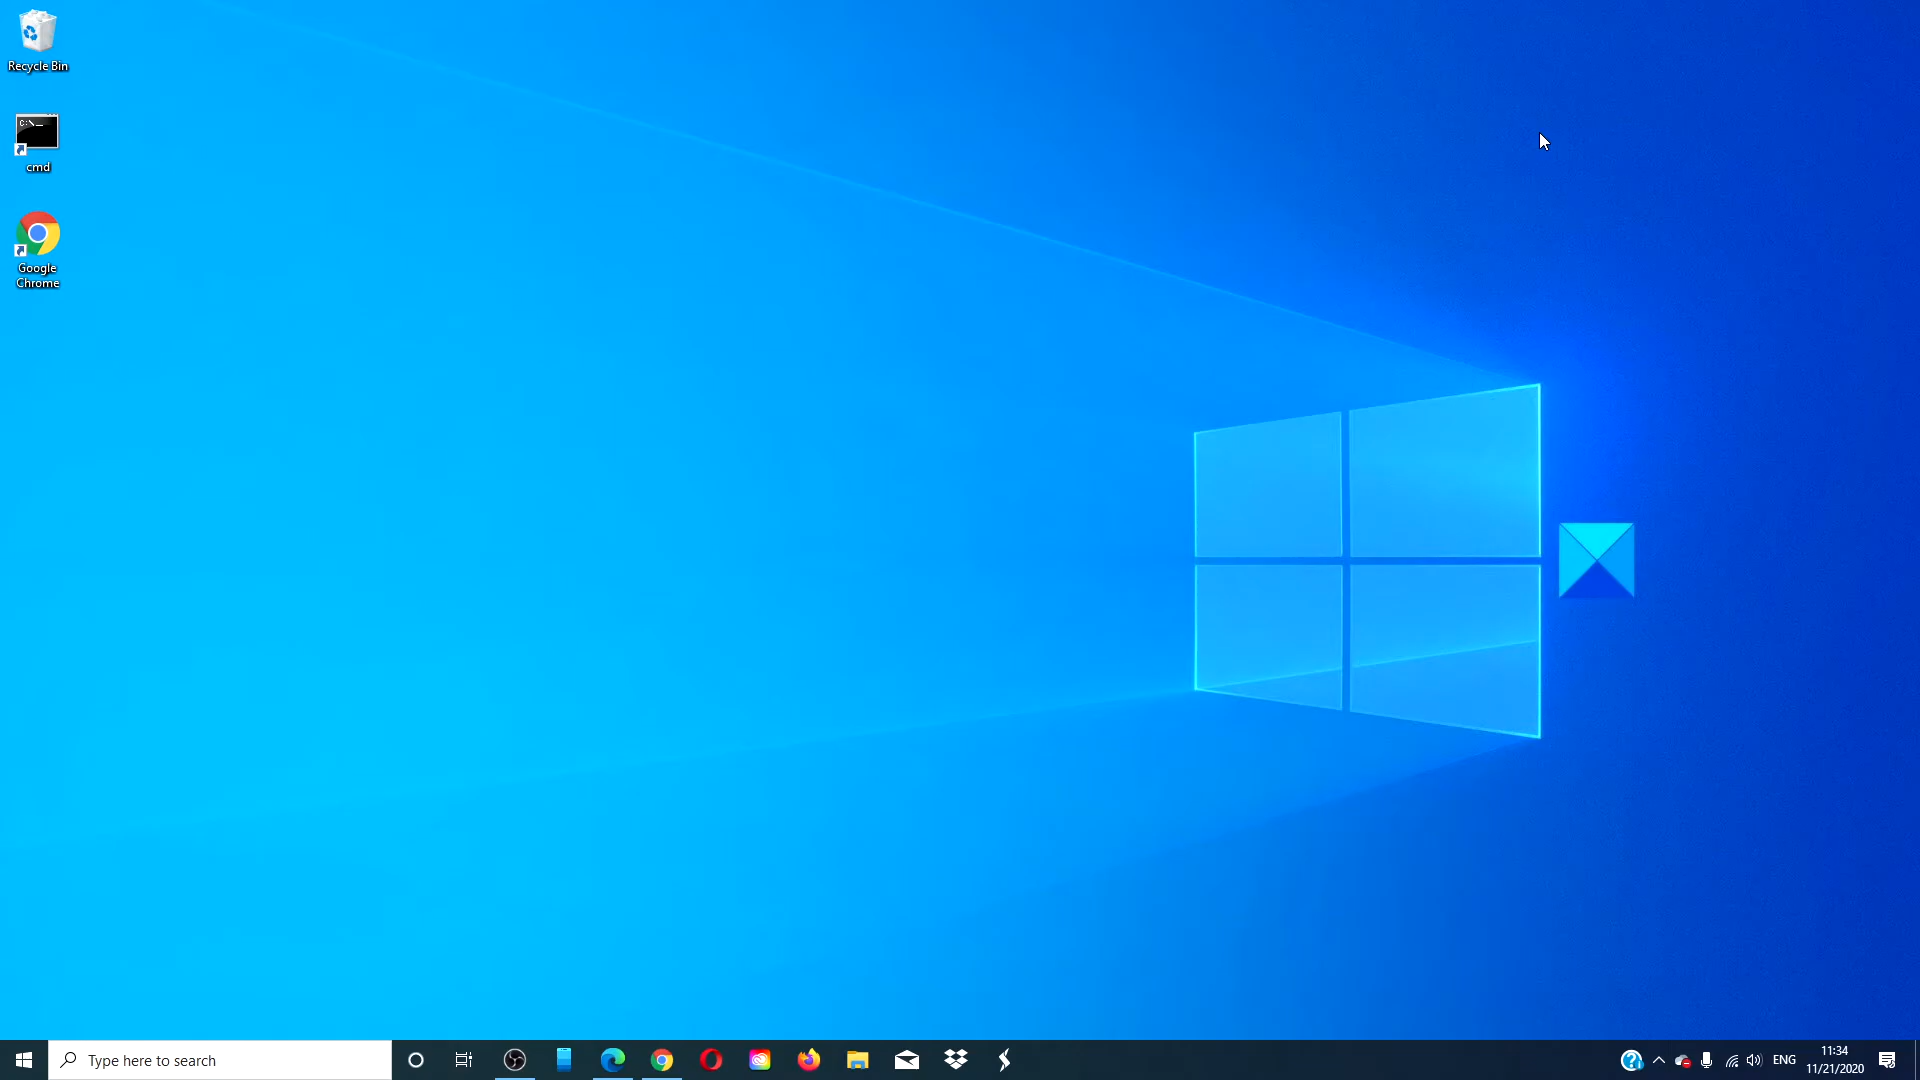 Recycle Bin
C:\._
cmd
Google
Chrome
Type here to search
ENG
11:34
11/21/2020